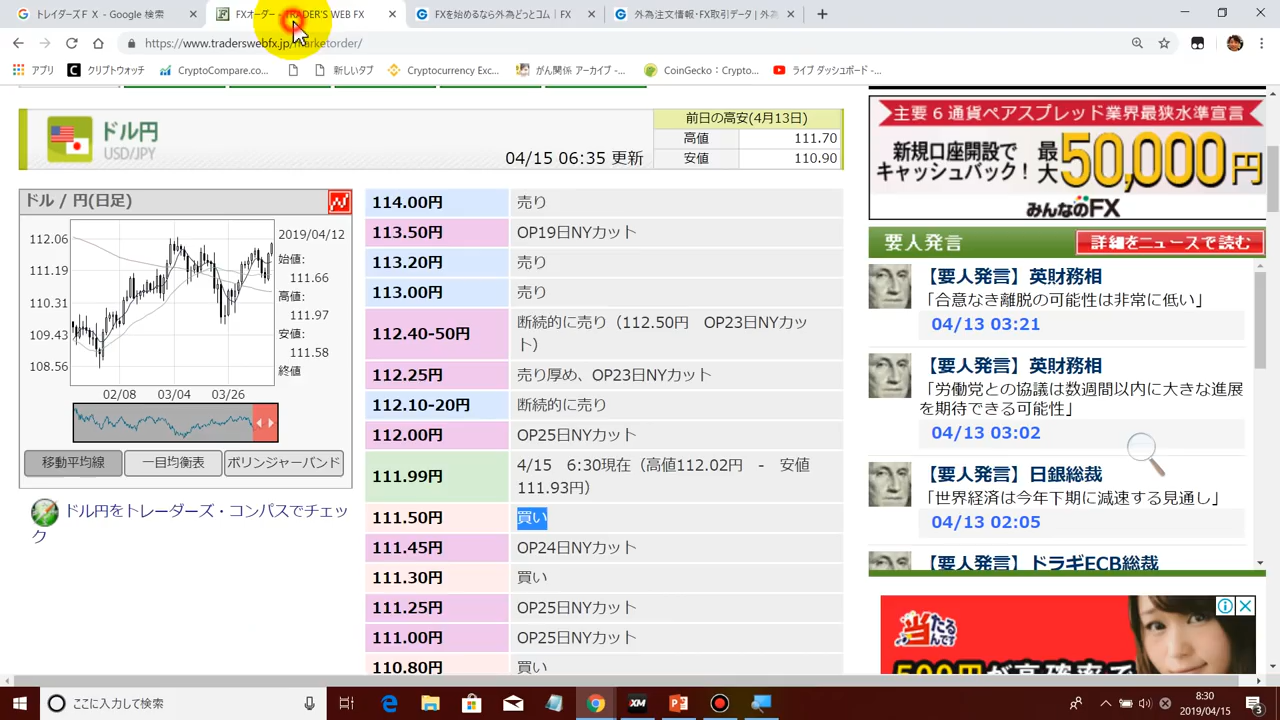 トレイダーズＦＸ - Google 検索
FXオーダー - TRADER'S WEB FX
FXを始めるなら外為どっとコム｜FX
外為注文情報･FX取引データ｜外為
https://www.traderswebfx.jp/marketorder/
アプリ
クリプトウォッチ
CryptoCompare.co...
新しいタブ
Cryptocurrency Exc...
がん関係 アーカイブ -...
CoinGecko：Crypto...
ライブ ダッシュボード -...
ドル円
USD/JPY
04/15 06:35 更新
前日の高安(4月13日)
高値 111.70
安値 110.90
ドル / 円(日足)
112.06
111.19
110.31
109.43
108.56
02/08 03/04 03/26
2019/04/12
始値:
111.66
高値:
111.97
安値:
111.58
終値
移動平均線
一目均衡表
ボリンジャーバンド
ドル円をトレーダーズ・コンパスでチェッ
ク
114.00円 売り
113.50円 OP19日NYカット
113.20円 売り
113.00円 売り
112.40-50円 断続的に売り（112.50円　OP23日NYカッ
ト）
112.25円 売り厚め、OP23日NYカット
112.10-20円 断続的に売り
112.00円 OP25日NYカット
111.99円 4/15　6:30現在（高値112.02円　-　安値
111.93円）
111.50円 買い
111.45円 OP24日NYカット
111.30円 買い
111.25円 OP25日NYカット
111.00円 OP25日NYカット
110.80円 買い
主要６通貨ペアスプレッド業界最狭水準宣言
新規口座開設で
キャッシュバック！
最大50,000円
みんなのFX
要人発言
詳細をニュースで読む
【要人発言】英財務相
「合意なき離脱の可能性は非常に低い」
04/13 03:21
【要人発言】英財務相
「労働党との協議は数週間以内に大きな進展
を期待できる可能性」
04/13 03:02
【要人発言】日銀総裁
「世界経済は今年下期に減速する見通し」
04/13 02:05
【要人発言】ドラギECB総裁
当たるんです
500円が高確率で
ここに入力して検索
XM
8:30
2019/04/15
3